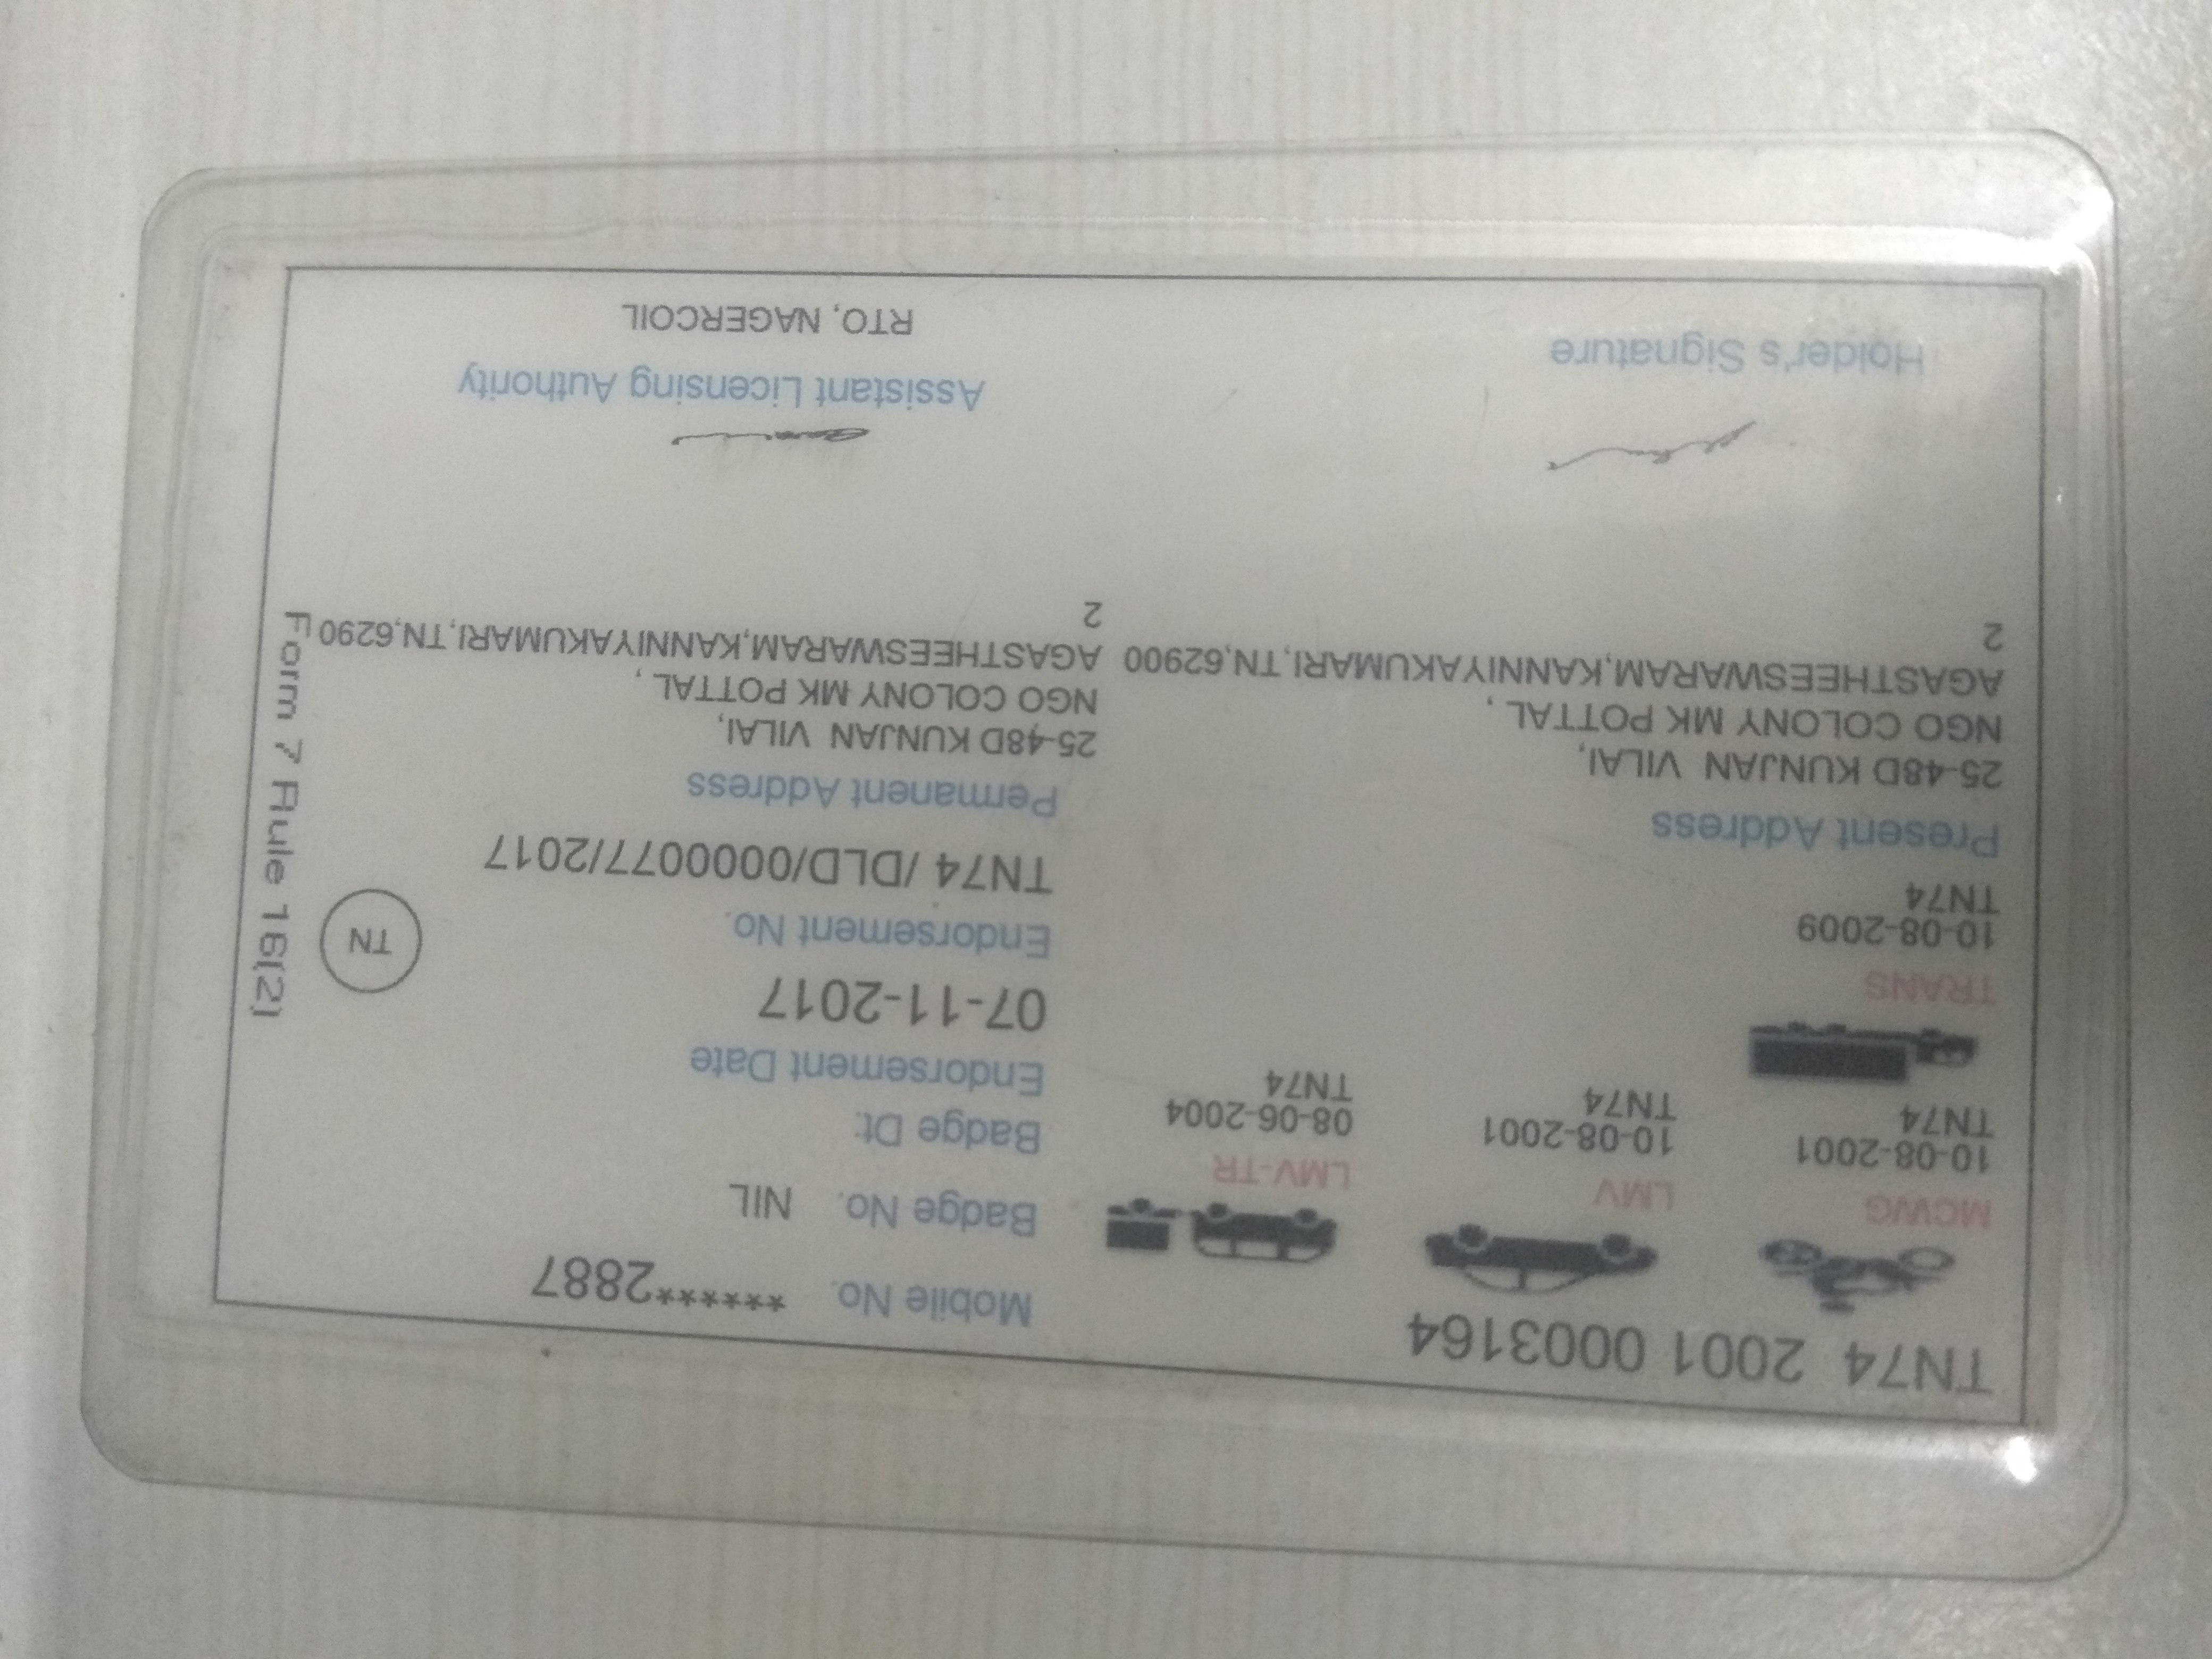 TN74 2001 0003164
MCWG
10-08-2001
TN74
LMV
10-08-2001
TN74
LMV-TR
08-06-2004
TN74
TRANS
10-08-2009
TN74
Present Address
25-48D KUNJAN VILAI,
NGO COLONY MK POTTAL ,
AGASTHEESWARAM,KANNIYAKUMARI,TN,62900
2
Holder's Signature
Mobile No. ******2887
Badge No. NIL
Badge Dt.
Endorsement Date
07-11-2017
Endorsement No.
TN74 /DLD/0000077/2017
Permanent Address
25-48D KUNJAN VILAI,
NGO COLONY MK POTTAL ,
AGASTHEESWARAM,KANNIYAKUMARI,TN,6290
2
Assistant Licensing Authority
RTO, NAGERCOIL
TN
Form 7 Rule 16(2)